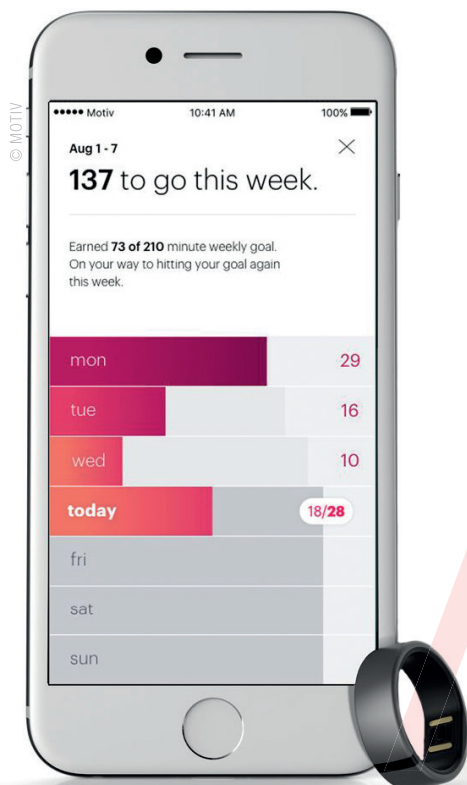 © MOTIV
Motiv 10:41 AM 100%
Aug 1 - 7
137 to go this week.
Earned 73 of 210 minute weekly goal.
On your way to hitting your goal again
this week.
mon 29
tue 16
wed 10
today 18/28
fri
sat
sun